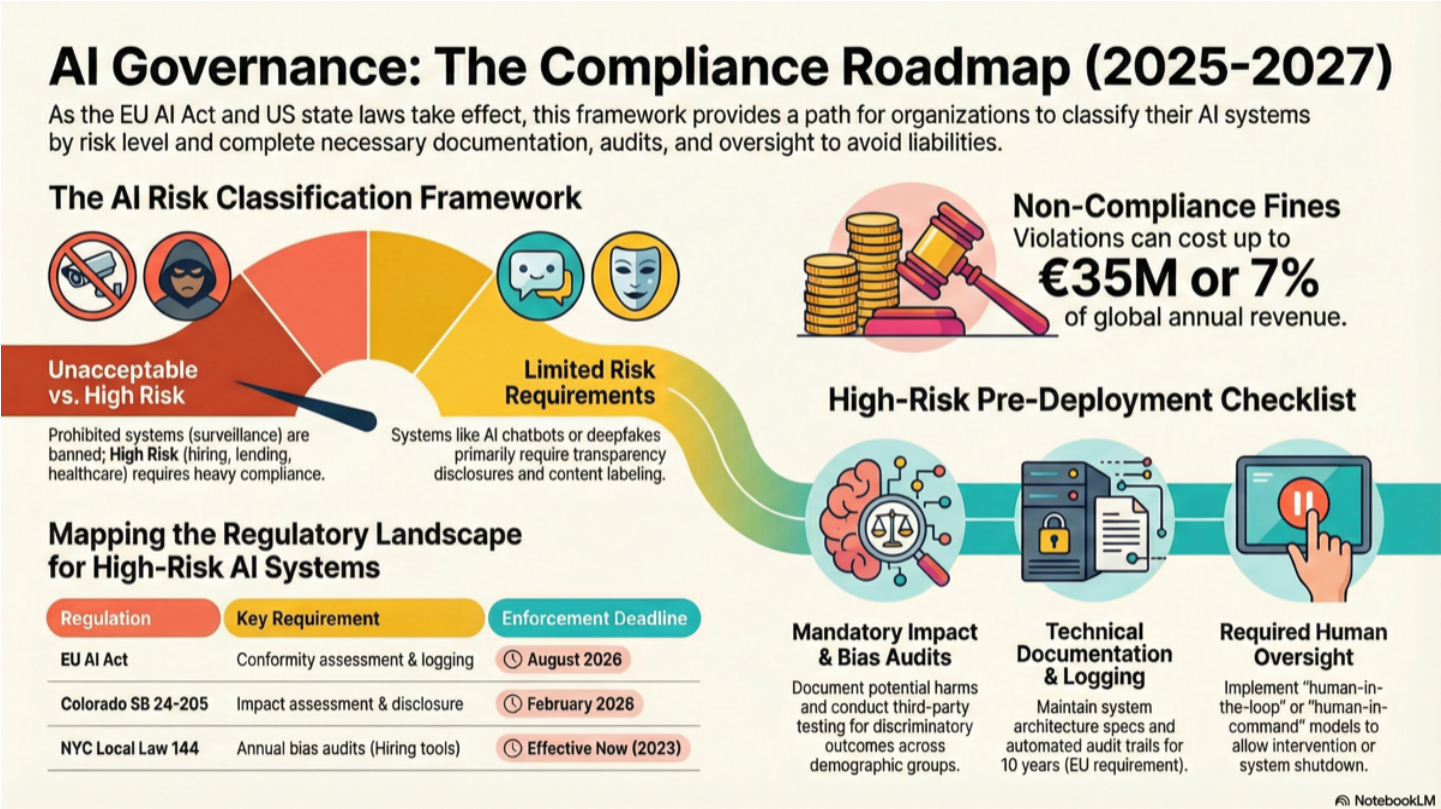 AI Governance: The Compliance Roadmap (2025-2027)
As the EU AI Act and US state laws take effect, this framework provides a path for organizations to classify their AI systems
by risk level and complete necessary documentation, audits, and oversight to avoid liabilities.
The AI Risk Classification Framework
Unacceptable
vs. High Risk
Prohibited systems (surveillance) are
banned; High Risk (hiring, lending,
healthcare) requires heavy compliance.
Limited Risk
Requirements
Systems like AI chatbots or deepfakes
primarily require transparency
disclosures and content labeling.
Non-Compliance Fines
Violations can cost up to
€35M or 7%
of global annual revenue.
Mapping the Regulatory Landscape
for High-Risk AI Systems
Regulation Key Requirement Enforcement Deadline
EU AI Act Conformity assessment & logging August 2026
Colorado SB 24-205 Impact assessment & disclosure February 2026
NYC Local Law 144 Annual bias audits (Hiring tools) Effective Now (2023)
High-Risk Pre-Deployment Checklist
Mandatory Impact
& Bias Audits
Document potential harms
and conduct third-party
testing for discriminatory
outcomes across
demographic groups.
Technical
Documentation
& Logging
Maintain system
architecture specs and
automated audit trails for
10 years (EU requirement).
Required Human
Oversight
Implement "human-in-
the-loop" or "human-in-
command" models to
allow intervention or
system shutdown.
NotebookLM